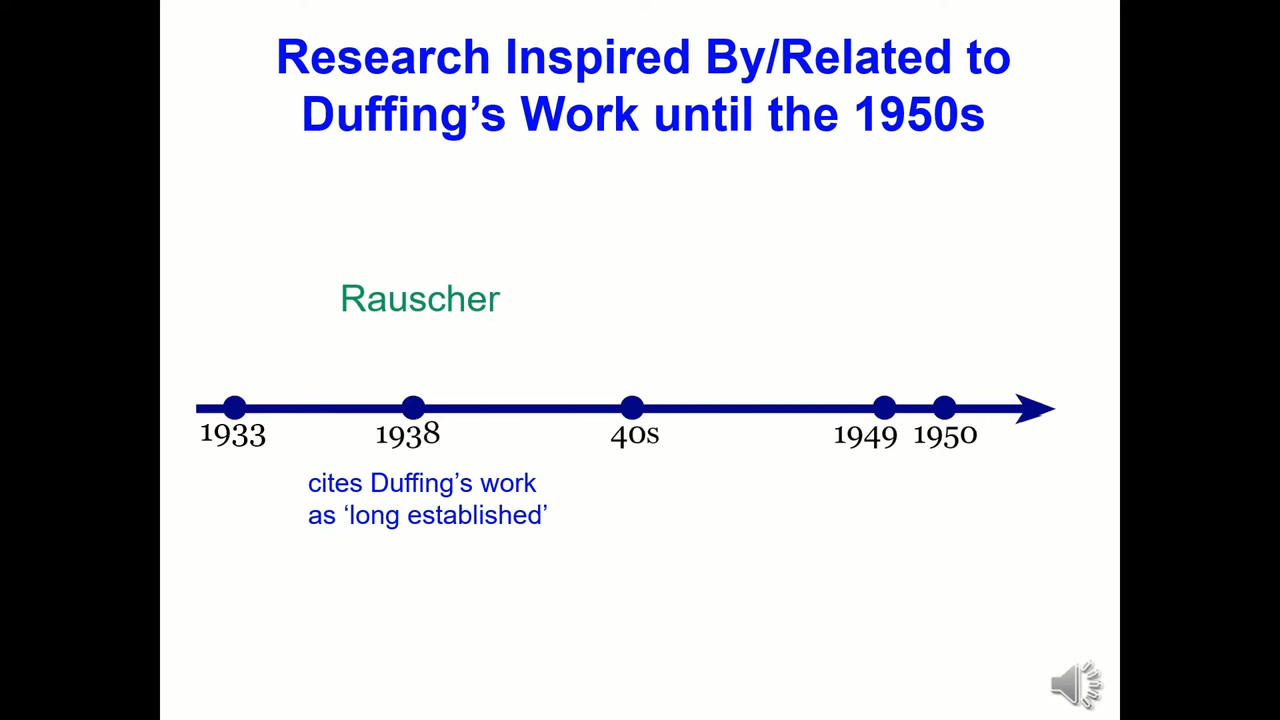 Research Inspired By/Related to
Duffing’s Work until the 1950s
Rauscher
1933 1938 40s 1949 1950
cites Duffing’s work
as ‘long established’